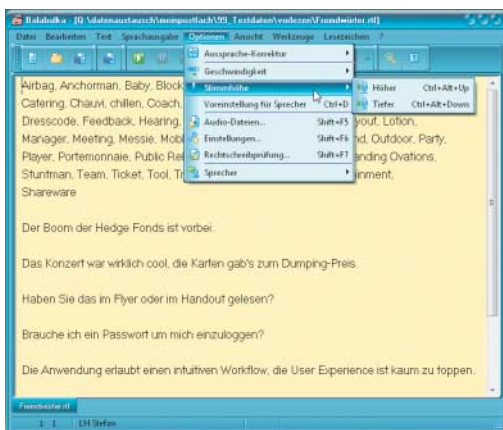 Balabolka - [Q:\datenaustausch\meinpostfach\99_Testdaten\vorlesen\Fremdwörter.rtf]
Datei Bearbeiten Text Sprachausgabe Optionen Ansicht Werkzeuge Lesezeichen ?
Aussprache-Korrektur
Geschwindigkeit
Stimmhöhe
Höher Ctrl+Alt+Up
Voreinstellung für Sprecher Ctrl+D
Tiefer Ctrl+Alt+Down
Audio-Dateien... Shift+F5
Einstellungen... Shift+F6
Rechtschreibprüfung... Shift+F7
Sprecher
Airbag, Anchorman, Baby, Block
Catering, Chauvi, chillen, Coach,
Dresscode, Feedback, Hearing, yout, Lotion,
Manager, Meeting, Messie, Mob nd, Outdoor, Party,
Player, Portemonnaie, Public Re anding Ovations,
Stuntman, Team, Ticket, Tool, Tr inment,
Shareware
Der Boom der Hedge Fonds ist vorbei.
Das Konzert war wirklich cool, die Karten gab's zum Dumping-Preis.
Haben Sie das im Flyer oder im Handout gelesen?
Brauche ich ein Passwort um mich einzuloggen?
Die Anwendung erlaubt einen intuitiven Workflow, die User Experience ist kaum zu toppen.
Fremdwörter.rtf
1: 1 LH Stefan